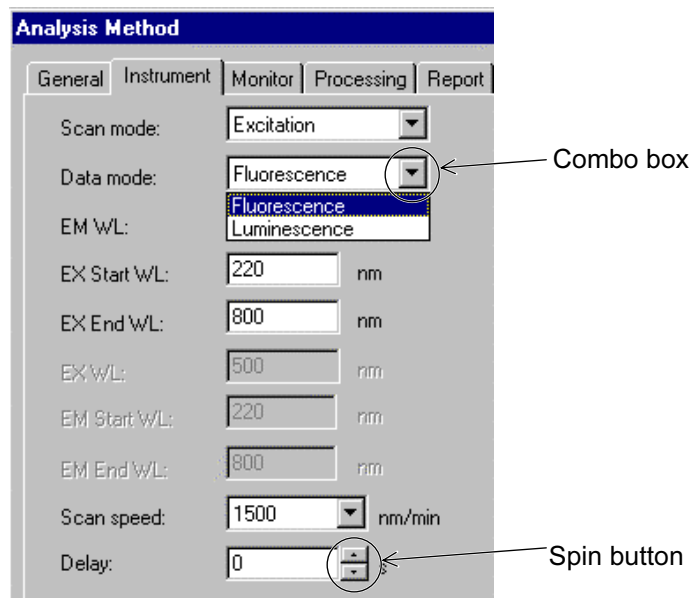 Analysis Method
General Instrument Monitor Processing Report
Scan mode: Excitation
Data mode: Fluorescence Combo box
Fluorescence
EM WL: Luminescence
EX Start WL: 220 nm
EX End WL: 800 nm
EX WL: 500 nm
EM Start WL: 220 nm
EM End WL: 800 nm
Scan speed: 1500 nm/min
Delay: 0 s Spin button